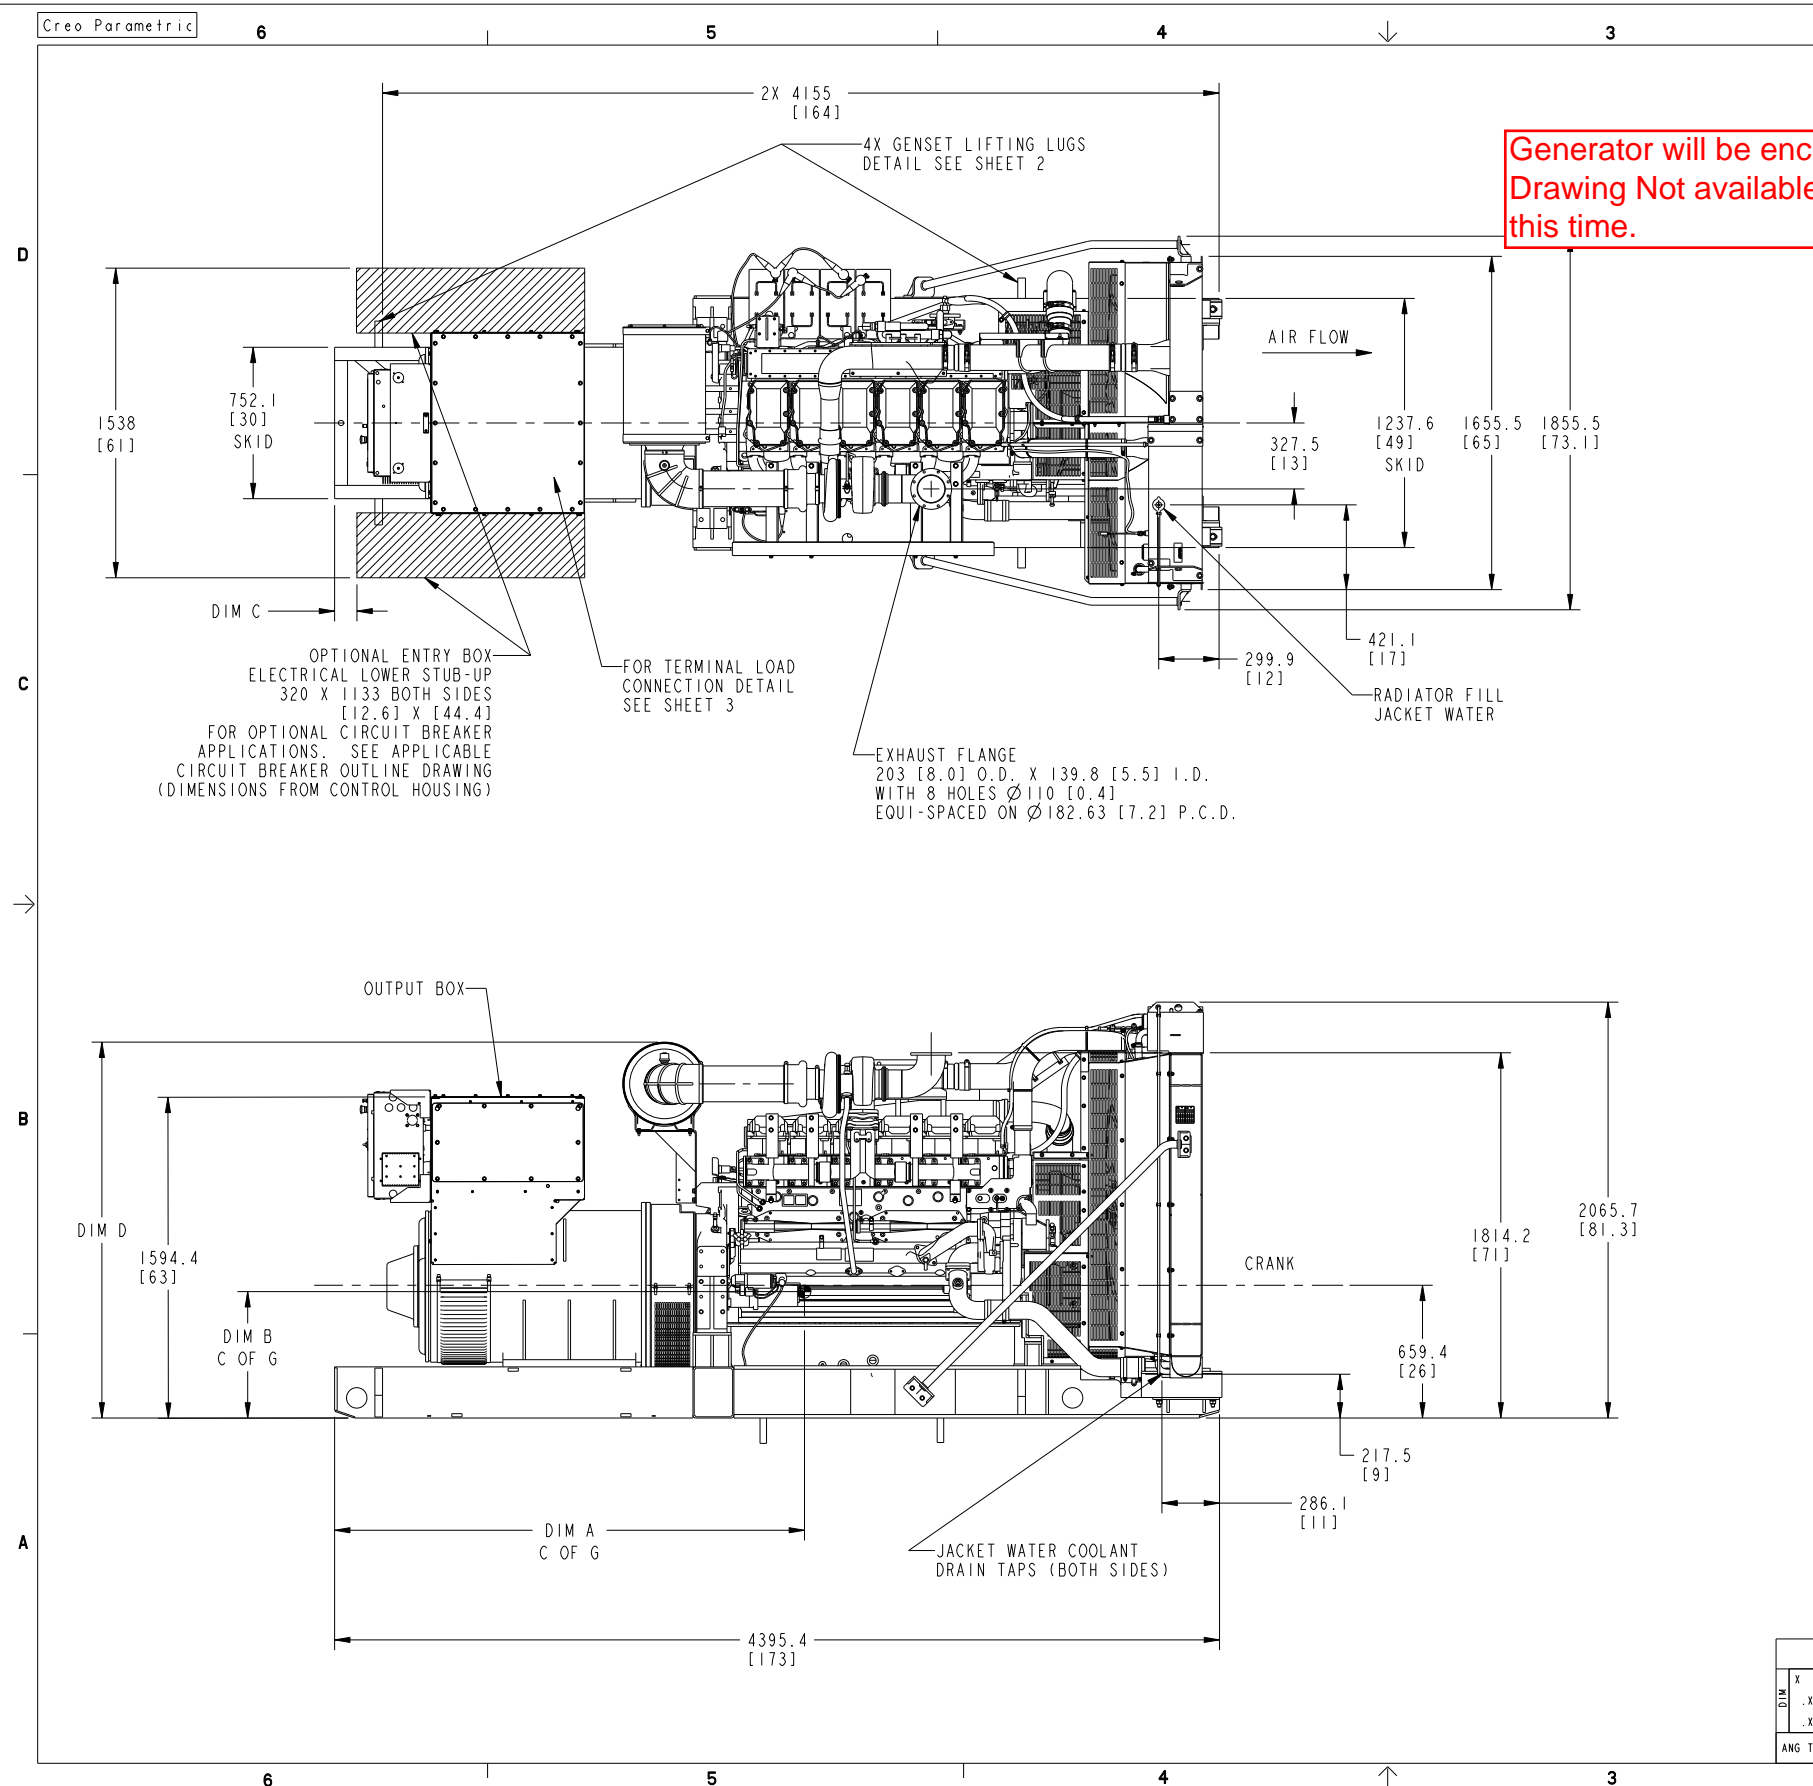 Creo Parametric
6
5
4
3
2X 4155
[164]
4X GENSET LIFTING LUGS
DETAIL SEE SHEET 2
Generator will be enc
Drawing Not available
this time.
D
AIR FLOW
1538
[61]
752.1
[30]
SKID
327.5
[13]
1237.6
[49]
SKID
1655.5
[65]
1855.5
[73.1]
DIM C
421.1
[17]
299.9
[12]
C
OPTIONAL ENTRY BOX
ELECTRICAL LOWER STUB-UP
320 X 1133 BOTH SIDES
[12.6] X [44.4]
FOR OPTIONAL CIRCUIT BREAKER
APPLICATIONS. SEE APPLICABLE
CIRCUIT BREAKER OUTLINE DRAWING
(DIMENSIONS FROM CONTROL HOUSING)
FOR TERMINAL LOAD
CONNECTION DETAIL
SEE SHEET 3
RADIATOR FILL
JACKET WATER
EXHAUST FLANGE
203 [8.0] O.D. X 139.8 [5.5] I.D.
WITH 8 HOLES Ø110 [0.4]
EQUI-SPACED ON Ø182.63 [7.2] P.C.D.
OUTPUT BOX
B
DIM D
1594.4
[63]
DIM B
C OF G
CRANK
1814.2
[71]
2065.7
[81.3]
659.4
[26]
217.5
[9]
286.1
[11]
A
DIM A
C OF G
JACKET WATER COOLANT
DRAIN TAPS (BOTH SIDES)
4395.4
[173]
DIM
X
.X
.X
ANG T
6
5
4
3